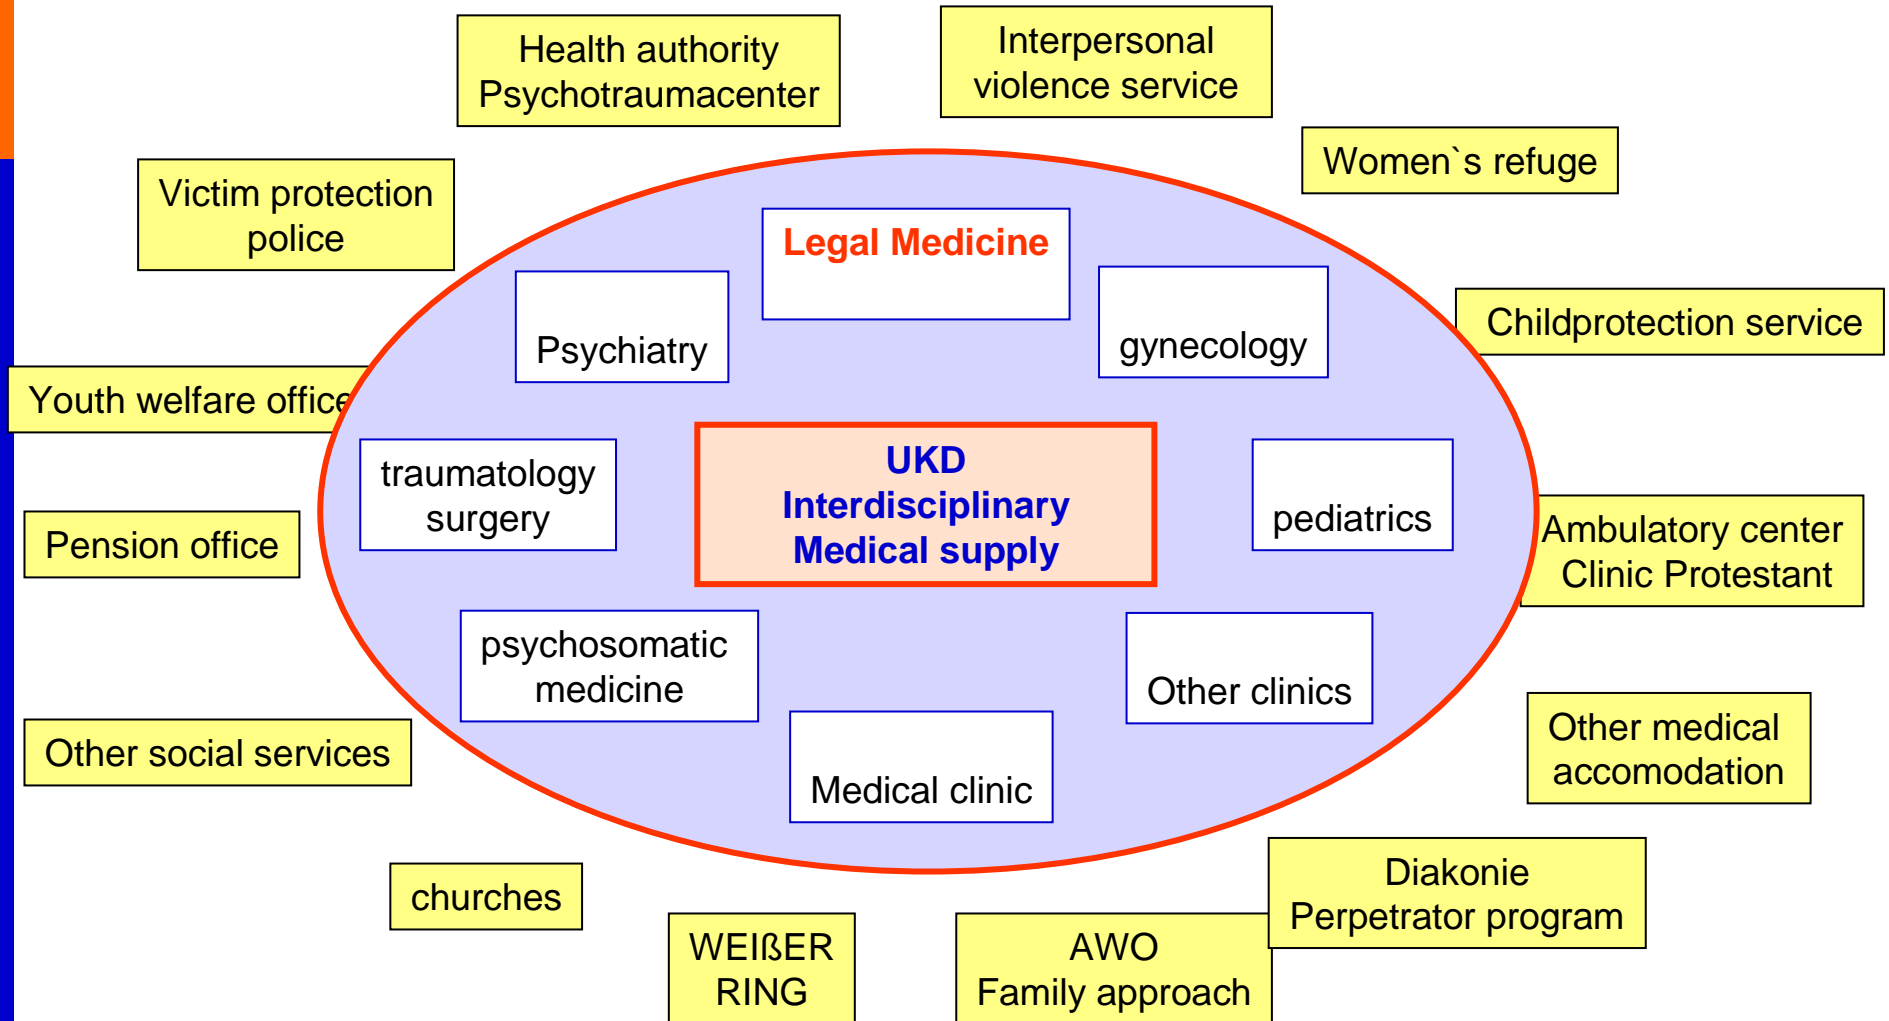 Health authority
Psychotraumacenter
Interpersonal
violence service
Women`s refuge
Victim protection
police
Legal Medicine
Psychiatry
gynecology
Childprotection service
Youth welfare office
traumatology
surgery
UKD
Interdisciplinary
Medical supply
pediatrics
Pension office
Ambulatory center
Clinic Protestant
psychosomatic
medicine
Other clinics
Other social services
Medical clinic
Other medical
accomodation
churches
Diakonie
Perpetrator program
WEIßER
RING
AWO
Family approach